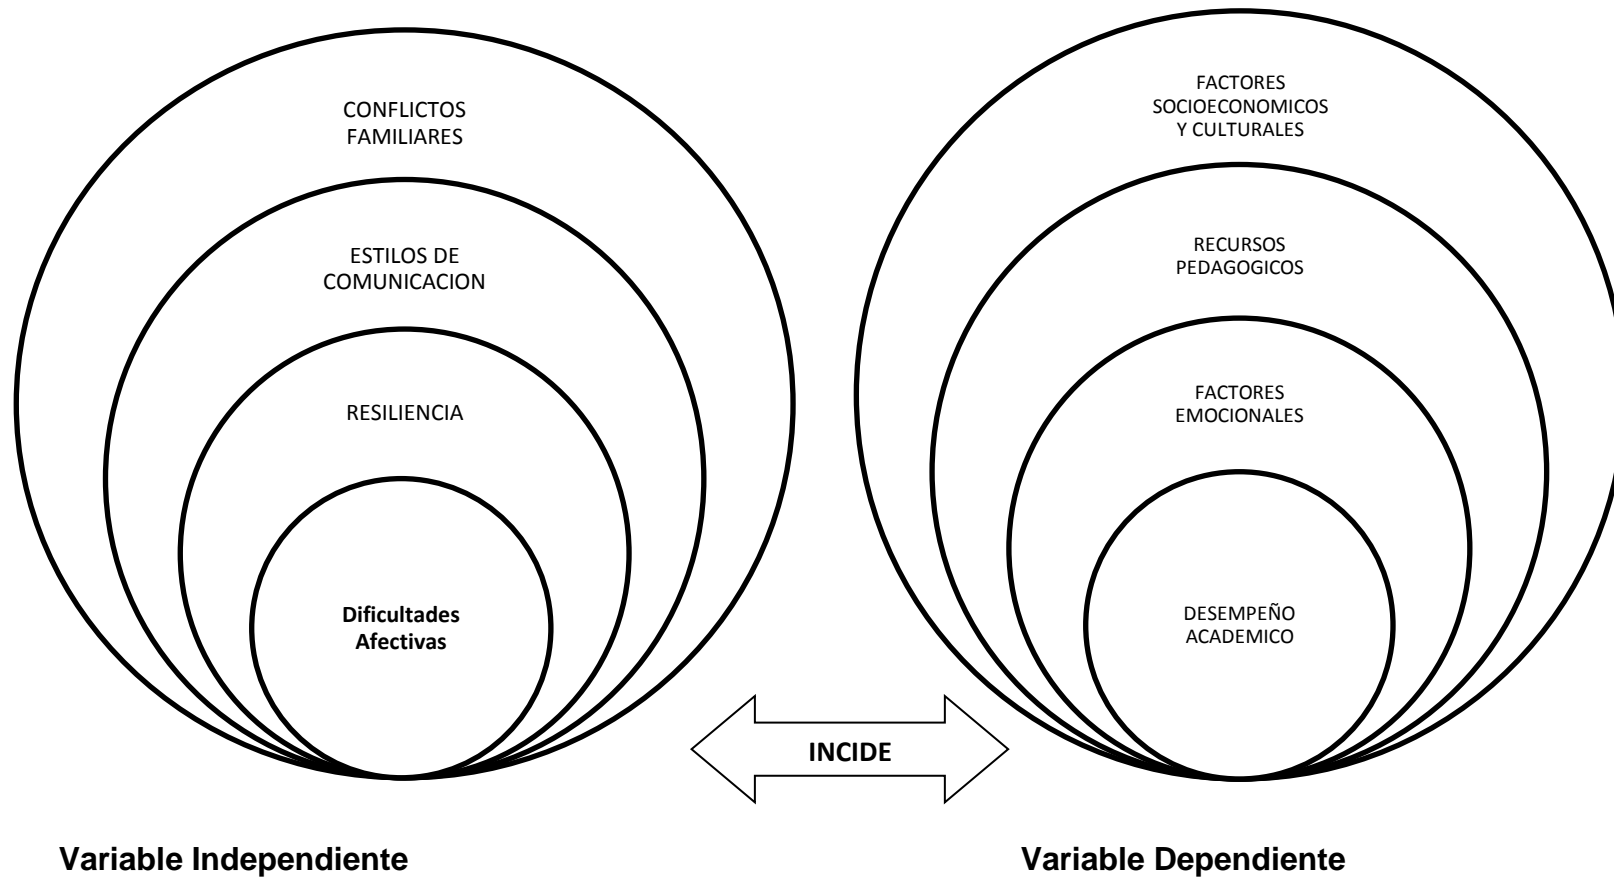 CONFLICTOS
FAMILIARES
ESTILOS DE
COMUNICACION
RESILIENCIA
Dificultades
Afectivas
FACTORES
SOCIOECONOMICOS
Y CULTURALES
RECURSOS
PEDAGOGICOS
FACTORES
EMOCIONALES
DESEMPEÑO
ACADEMICO
INCIDE
Variable Independiente
Variable Dependiente